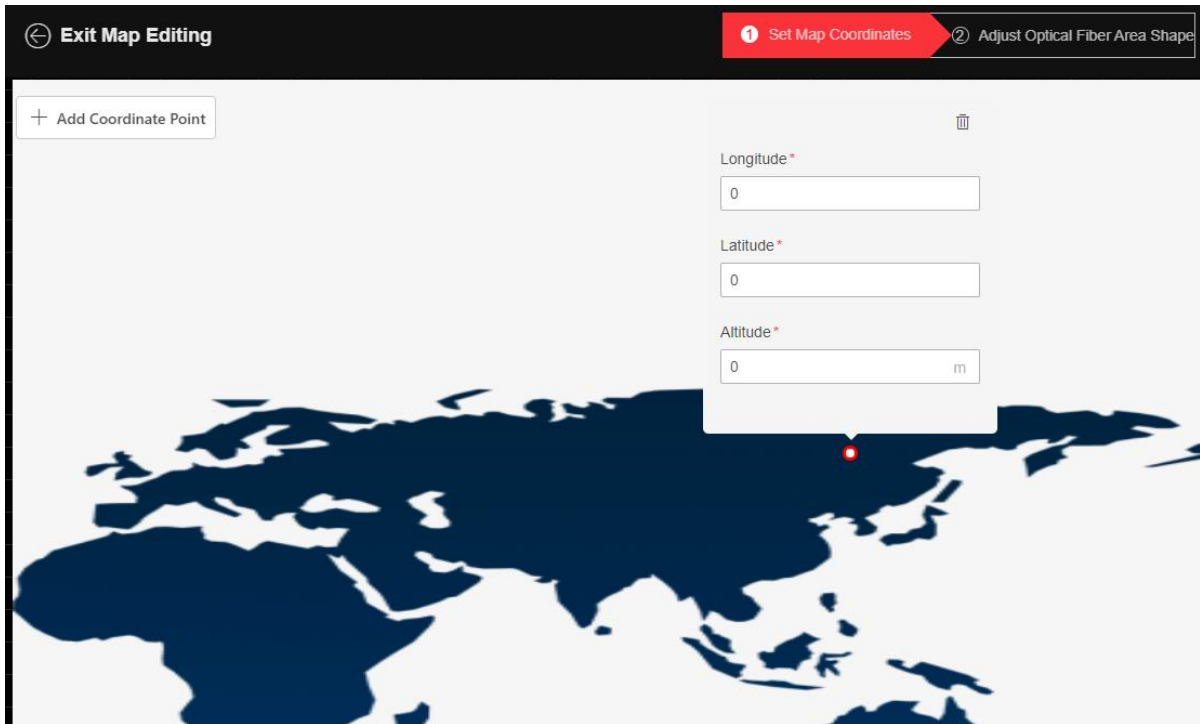 Exit Map Editing
1 Set Map Coordinates
2 Adjust Optical Fiber Area Shape
+ Add Coordinate Point
Longitude*
0
Latitude*
0
Altitude*
0 m